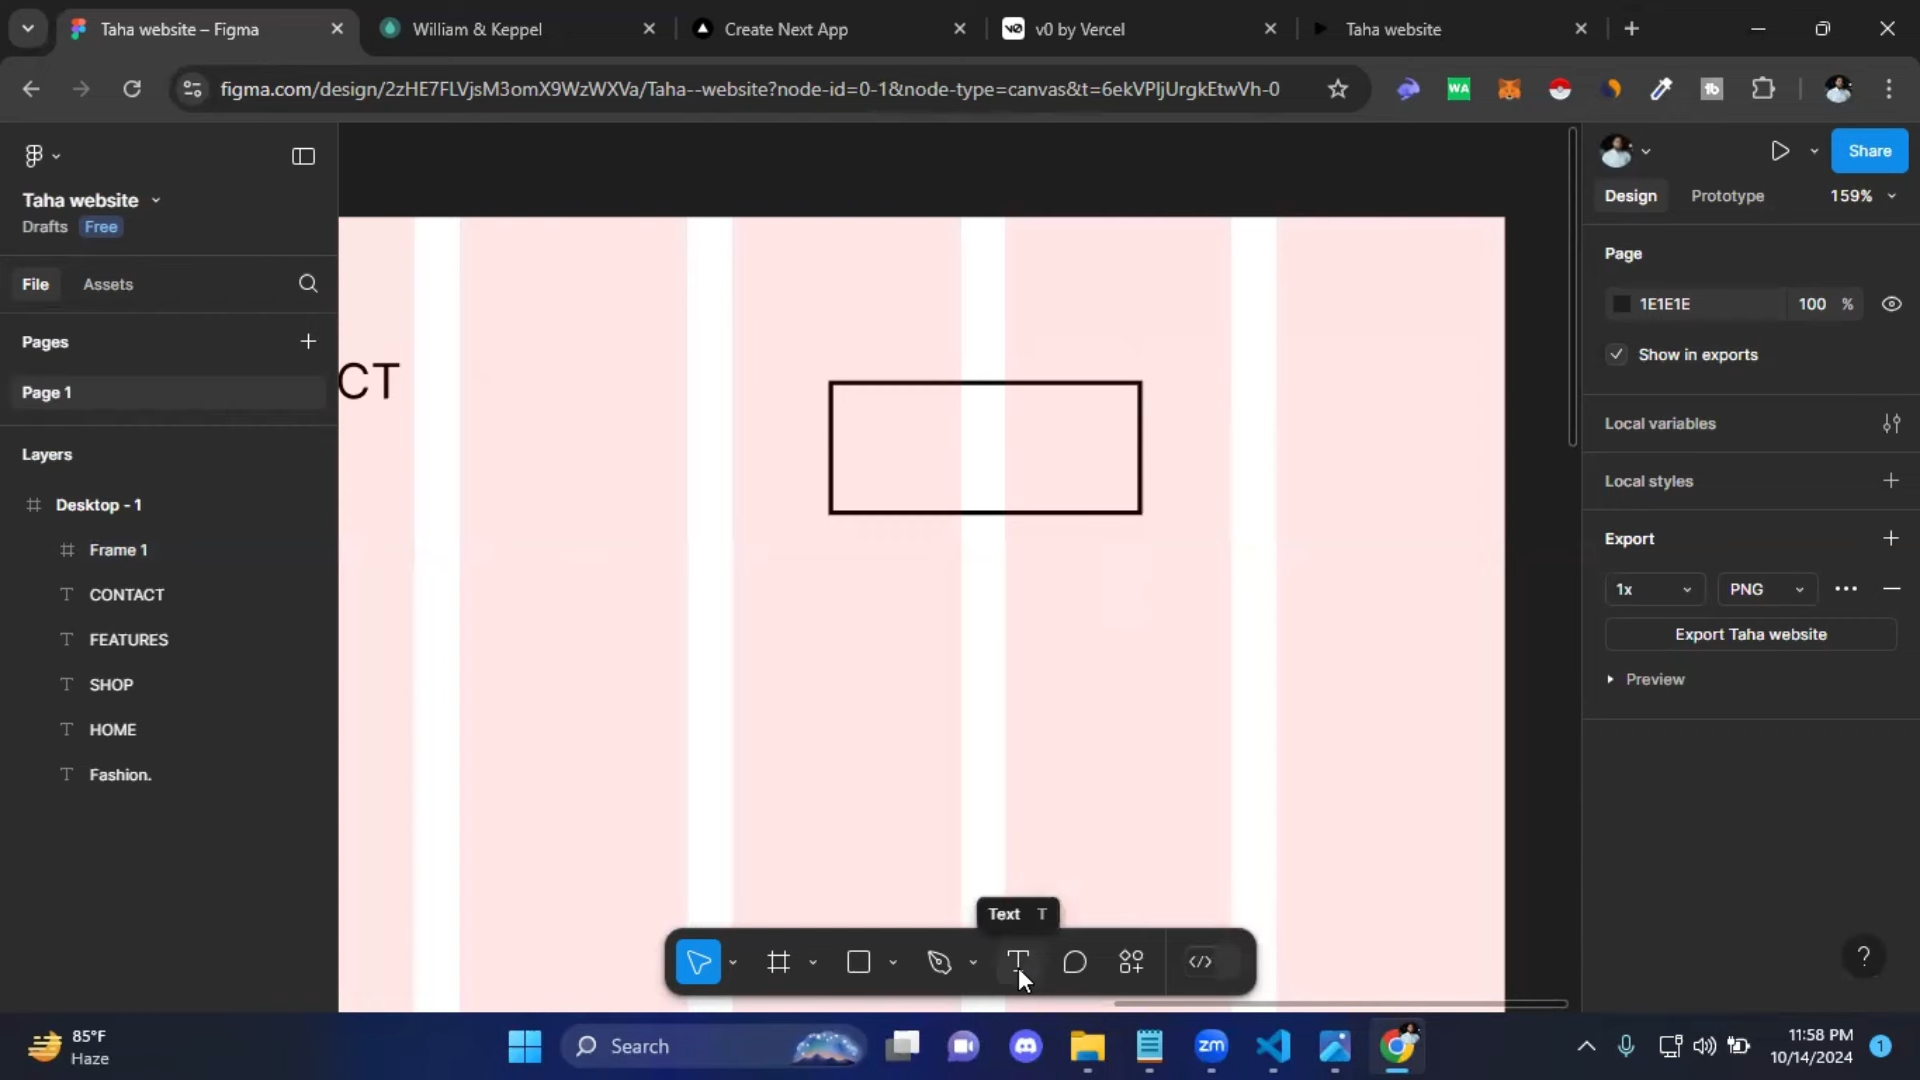 Taha website – Figma
William & Keppel
Create Next App
v0 by Vercel
Taha website
figma.com/design/2zHE7FLVjsM3omX9WzWXVa/Taha--website?node-id=0-1&node-type=canvas&t=6ekVPljUrgkEtwVh-0
WA
Taha website
Drafts
Free
Share
Design
Prototype
159%
File
Assets
Page
1E1E1E
100
%
Show in exports
Pages
Page 1
CT
Local variables
Layers
Local styles
Desktop - 1
Export
Frame 1
1x
PNG
CONTACT
Export Taha website
FEATURES
Preview
SHOP
HOME
Fashion.
Text T
?
85°F
Haze
Search
zm
11:58 PM
10/14/2024
1